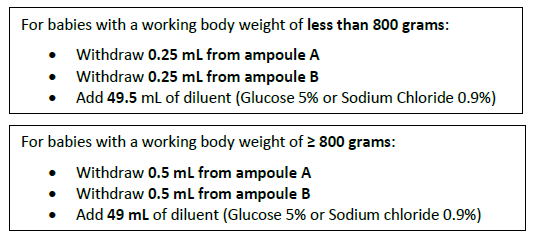 For babies with a working body weight of less than 800 grams:
• Withdraw 0.25 mL from ampoule A
• Withdraw 0.25 mL from ampoule B
• Add 49.5 mL of diluent (Glucose 5% or Sodium Chloride 0.9%)
For babies with a working body weight of ≥ 800 grams:
• Withdraw 0.5 mL from ampoule A
• Withdraw 0.5 mL from ampoule B
• Add 49 mL of diluent (Glucose 5% or Sodium chloride 0.9%)